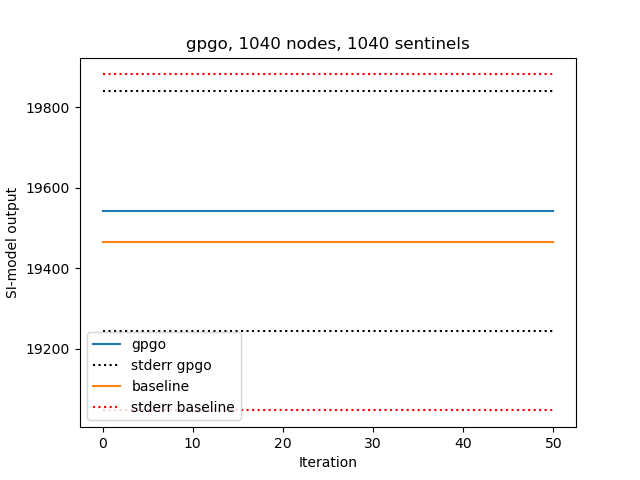 gpgo, 1040 nodes, 1040 sentinels
SI-model output
19800
19600
19400
19200
gpgo
stderr gpgo
baseline
stderr baseline
0 10 20 30 40 50
Iteration